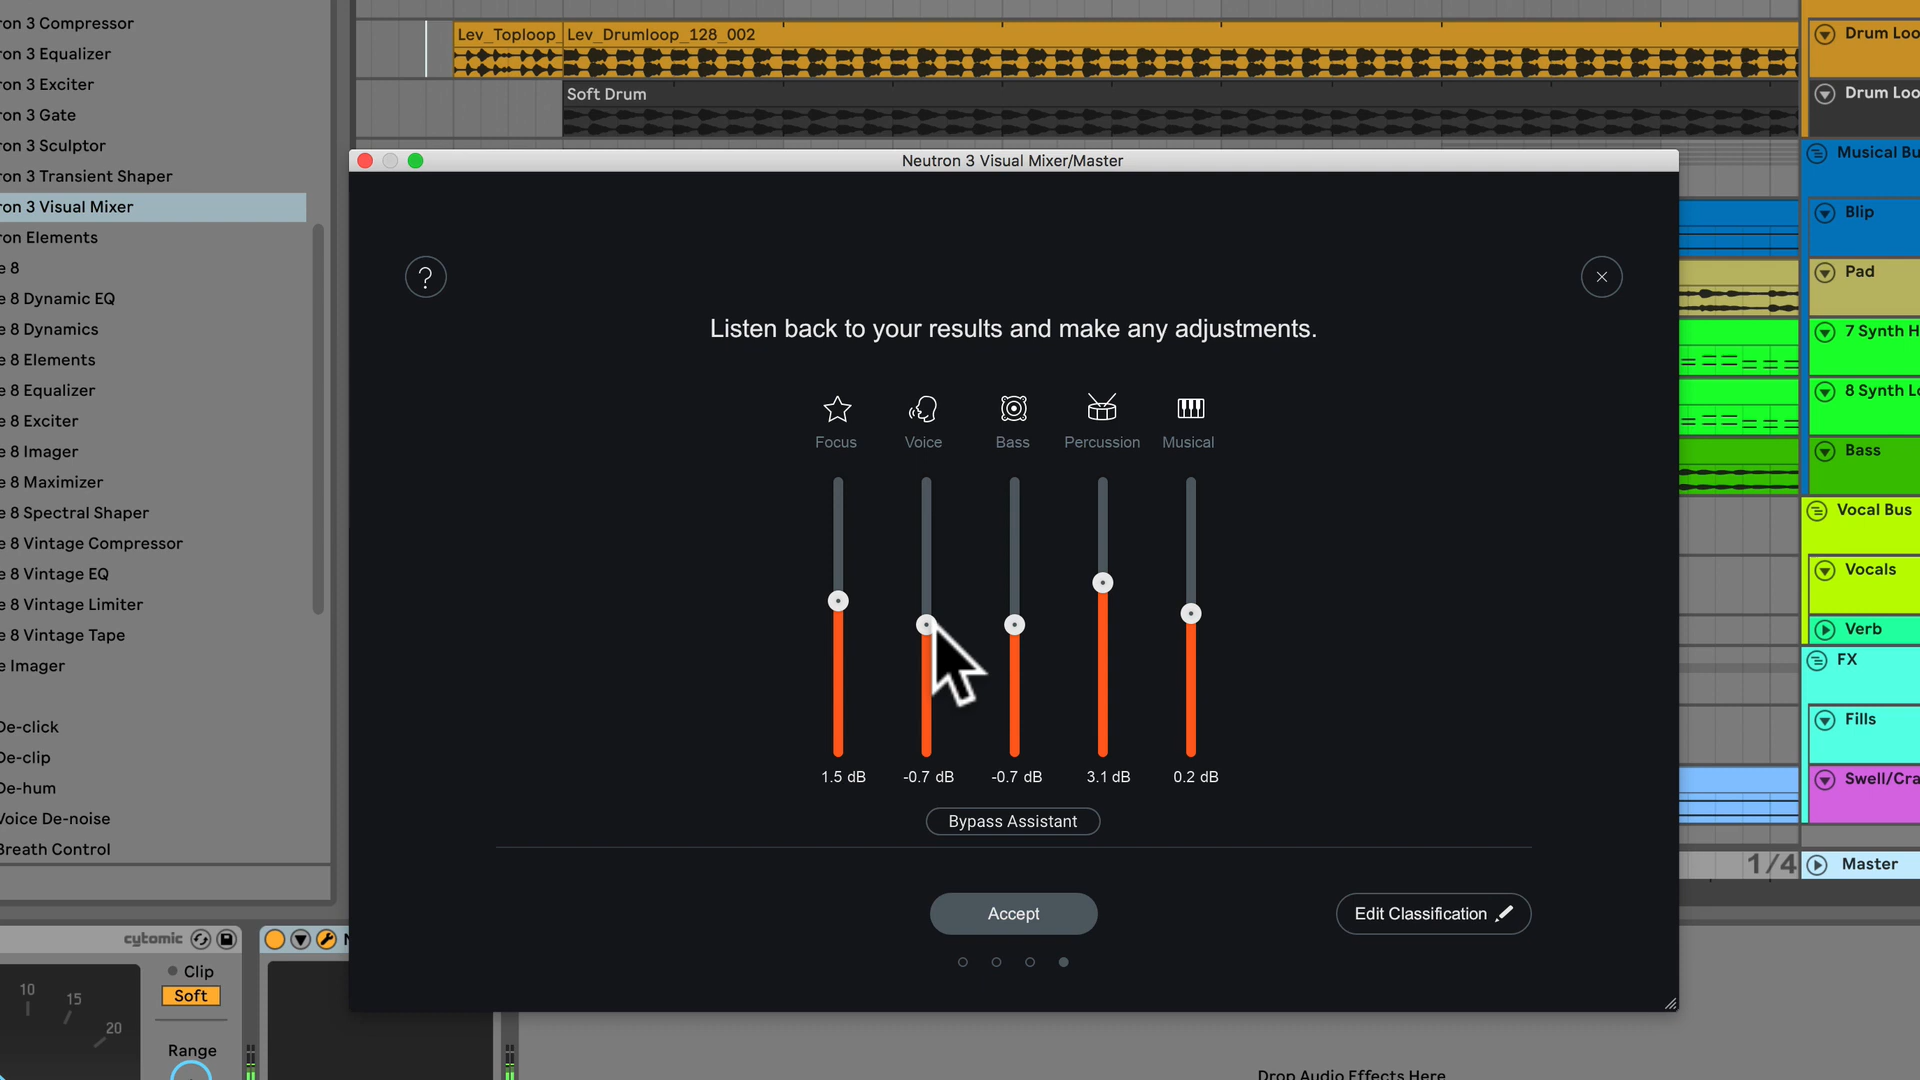 ron 3 Compressor
ron 3 Equalizer
ron 3 Exciter
ron 3 Gate
ron 3 Sculptor
ron 3 Transient Shaper
ron 3 Visual Mixer
ron Elements
e 8
e 8 Dynamic EQ
e 8 Dynamics
e 8 Elements
e 8 Equalizer
e 8 Exciter
e 8 Imager
e 8 Maximizer
e 8 Spectral Shaper
e 8 Vintage Compressor
e 8 Vintage EQ
e 8 Vintage Limiter
e 8 Vintage Tape
e Imager
De-click
De-clip
De-hum
Voice De-noise
Breath Control
Lev_Toploop_
Lev_Drumloop_128_002
Soft Drum
Neutron 3 Visual Mixer/Master
?
Listen back to your results and make any adjustments.
Focus
Voice
Bass
Percussion
Musical
1.5 dB
-0.7 dB
-0.7 dB
3.1 dB
0.2 dB
Bypass Assistant
Accept
Edit Classification
Drum Loo
Drum Loo
Musical Bu
Blip
Pad
7 Synth H
8 Synth Lo
Bass
Vocal Bus
Vocals
Verb
FX
Fills
Swell/Cra
1/4
Master
cytomic
Clip
Soft
Range
10
15
20
Drop Audio Effects Here